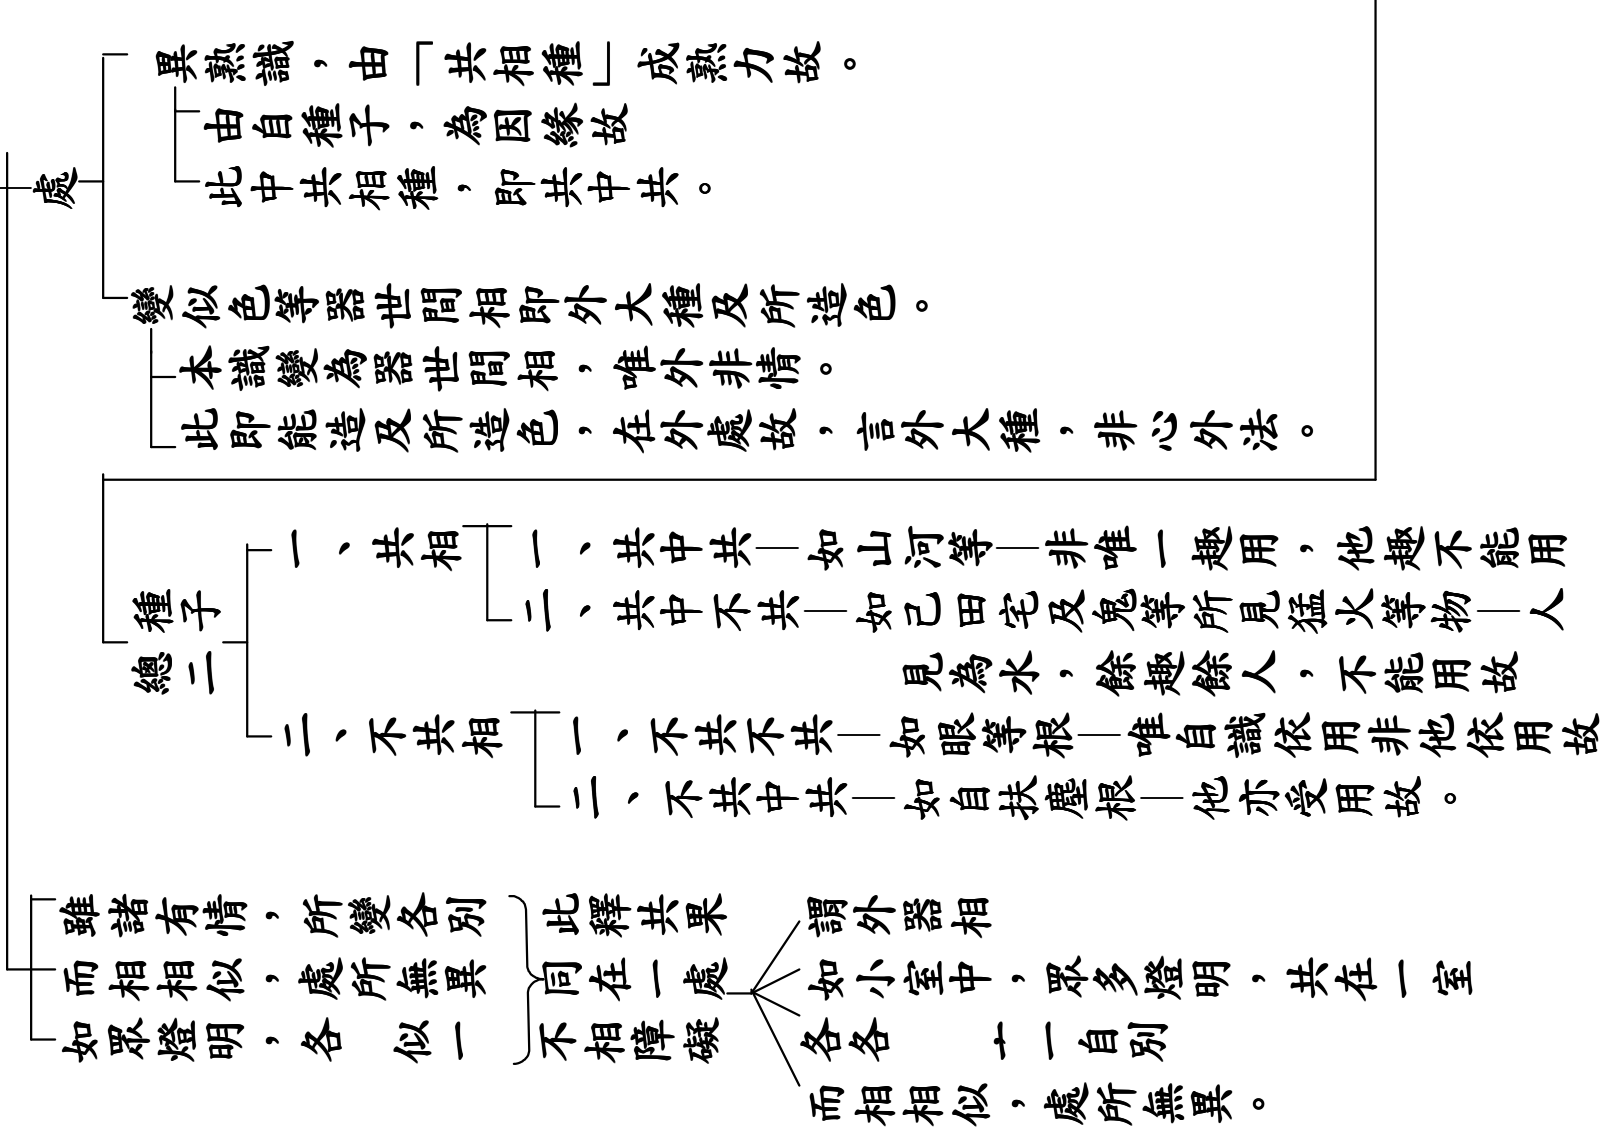 處
異熟識，由「共相種」成熟力故。
由自種子，為因緣故
此中共相種，即共中共。
變似色等器世間相即外大種及所造色。
本識變為器世間相，唯外非情。
此即能造及所造色，在外處故，言外大種，非心外法。
總種子二
一、共相
一、共中共—如山河等—非唯一趣用，他趣不能用
二、共中不共—如己田宅及鬼等所見猛火等物—人
見為水，餘趣餘人，不能用故
二、不共相
一、不共不共—如眼等根—唯自識依用非他依用故
二、不共中共—如自扶塵根—他亦受用故。
雖諸有情，所變各別
而相相似，處所無異
如眾燈明，各 似一
此釋共果
同在一處
不相障礙
謂外器相
如小室中，眾多燈明，共在一室
各各 一自別
而相相似，處所無異。